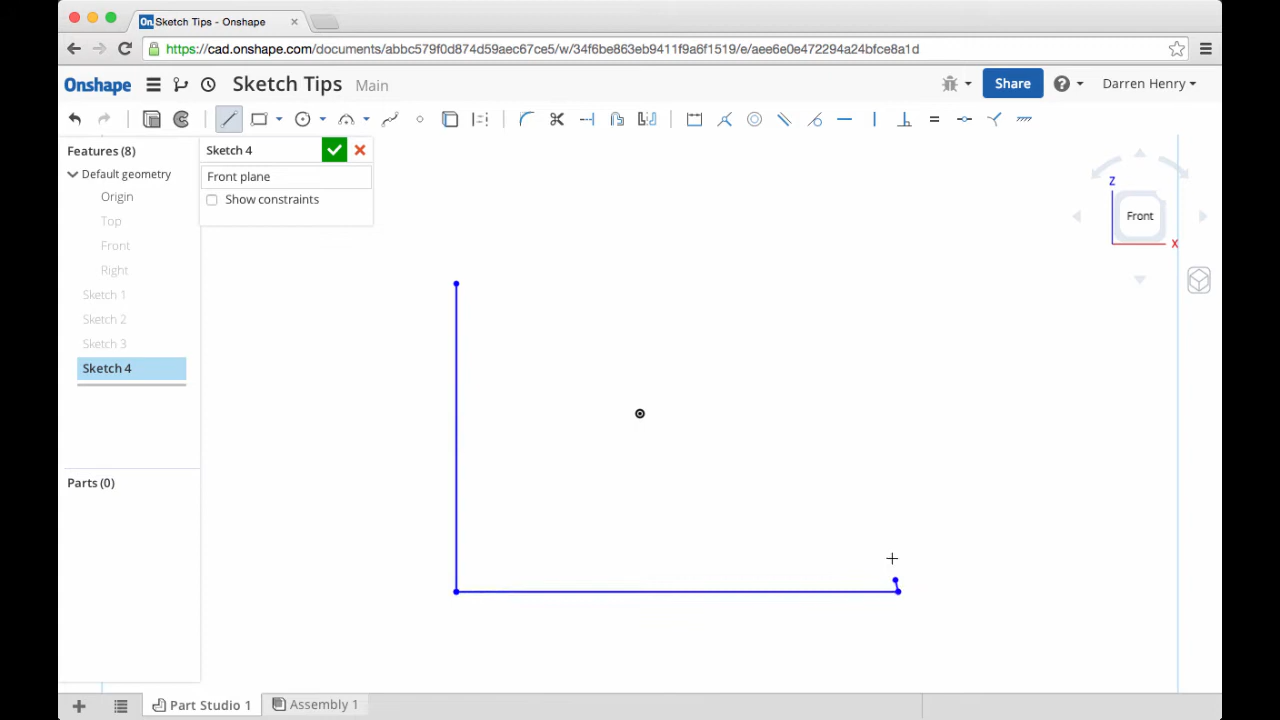 Sketch Tips - Onshape
https://cad.onshape.com/documents/abbc579f0d874d59aec67ce5/w/34f6be863eb9411f9a6f1519/e/aee6e0e472294a24bfce8a1d
Onshape Sketch Tips Main Share Darren Henry
Features (8)
Default geometry
Origin
Top
Front
Right
Sketch 1
Sketch 2
Sketch 3
Sketch 4
Parts (0)
Sketch 4
Front plane
Show constraints
Z
Front
X
Part Studio 1 Assembly 1